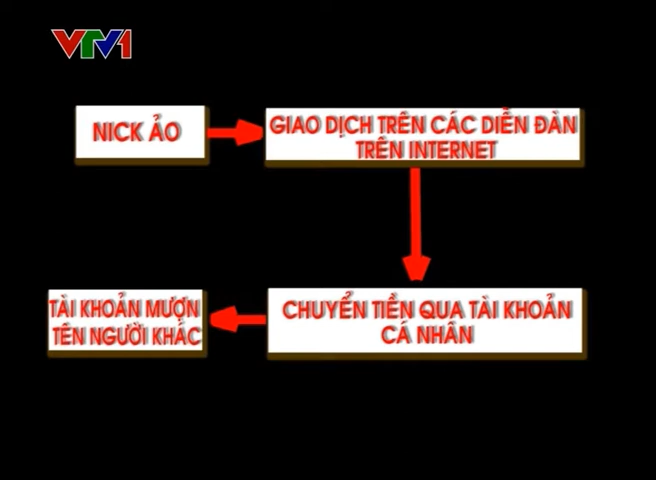 VTV1
NICK ẢO
GIAO DỊCH TRÊN CÁC DIỄN ĐÀN
TRÊN INTERNET
TÀI KHOẢN MƯỢN
TÊN NGƯỜI KHÁC
CHUYỂN TIỀN QUA TÀI KHOẢN
CÁ NHÂN